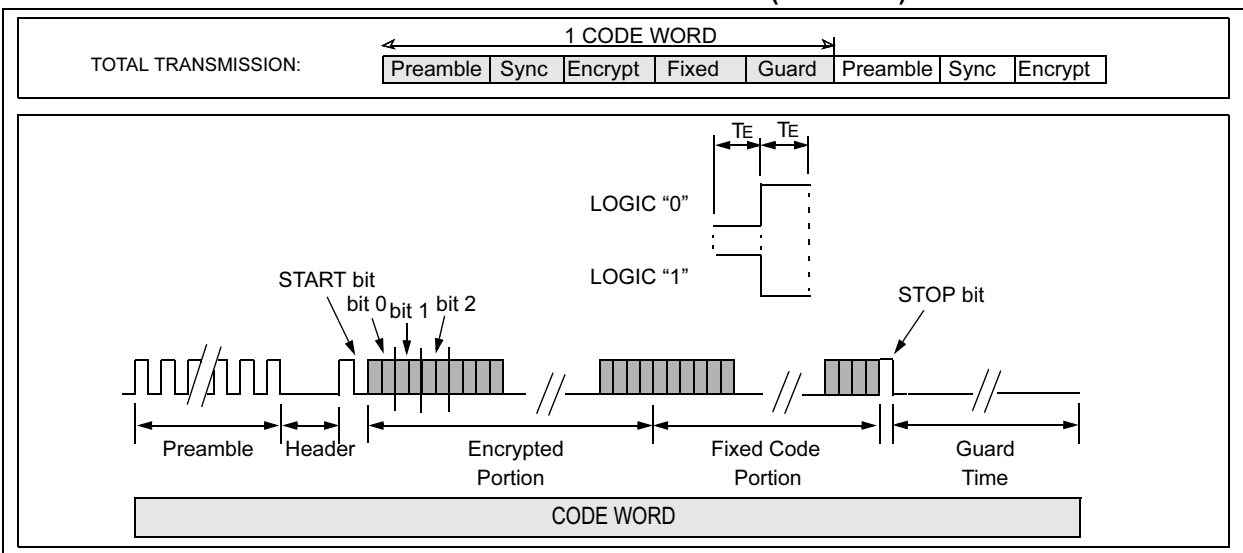 1 CODE WORD
TOTAL TRANSMISSION: Preamble Sync Encrypt Fixed Guard Preamble Sync Encrypt
TE TE
LOGIC “0”
LOGIC “1”
START bit
bit 0 bit 1 bit 2
STOP bit
Preamble Header Encrypted Portion Fixed Code Portion Guard Time
CODE WORD